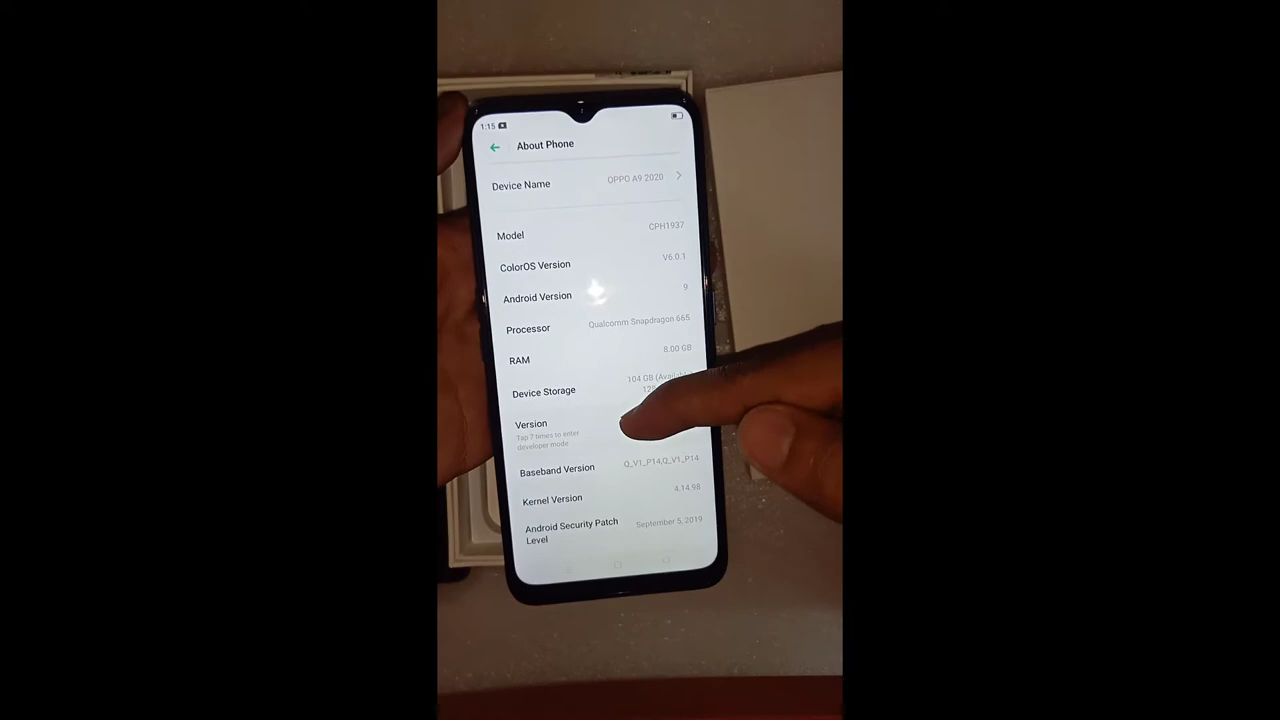 1:15
About Phone
Device Name OPPO A9 2020
Model CPH1937
ColorOS Version V6.0.1
Android Version 9
Processor Qualcomm Snapdragon 665
RAM 8.00 GB
Device Storage 104 GB (Available)
Version
Tap 7 times to enter
developer mode
Baseband Version Q_V1_P14,Q_V1_P14
Kernel Version 4.14.98
Android Security Patch
Level September 5, 2019